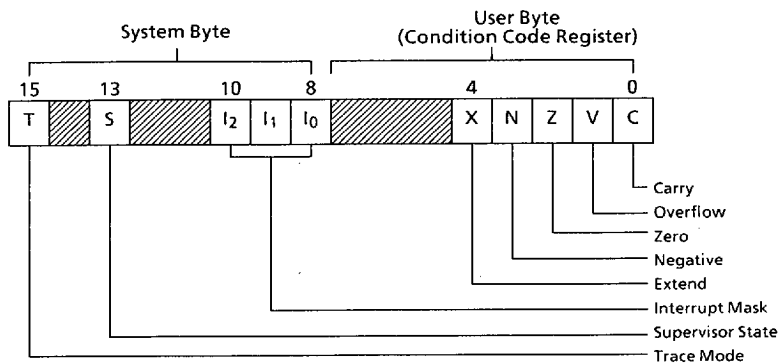 System Byte
User Byte
(Condition Code Register)
15 13 10 8 4 0
T S I2 I1 I0 X N Z V C
Carry
Overflow
Zero
Negative
Extend
Interrupt Mask
Supervisor State
Trace Mode